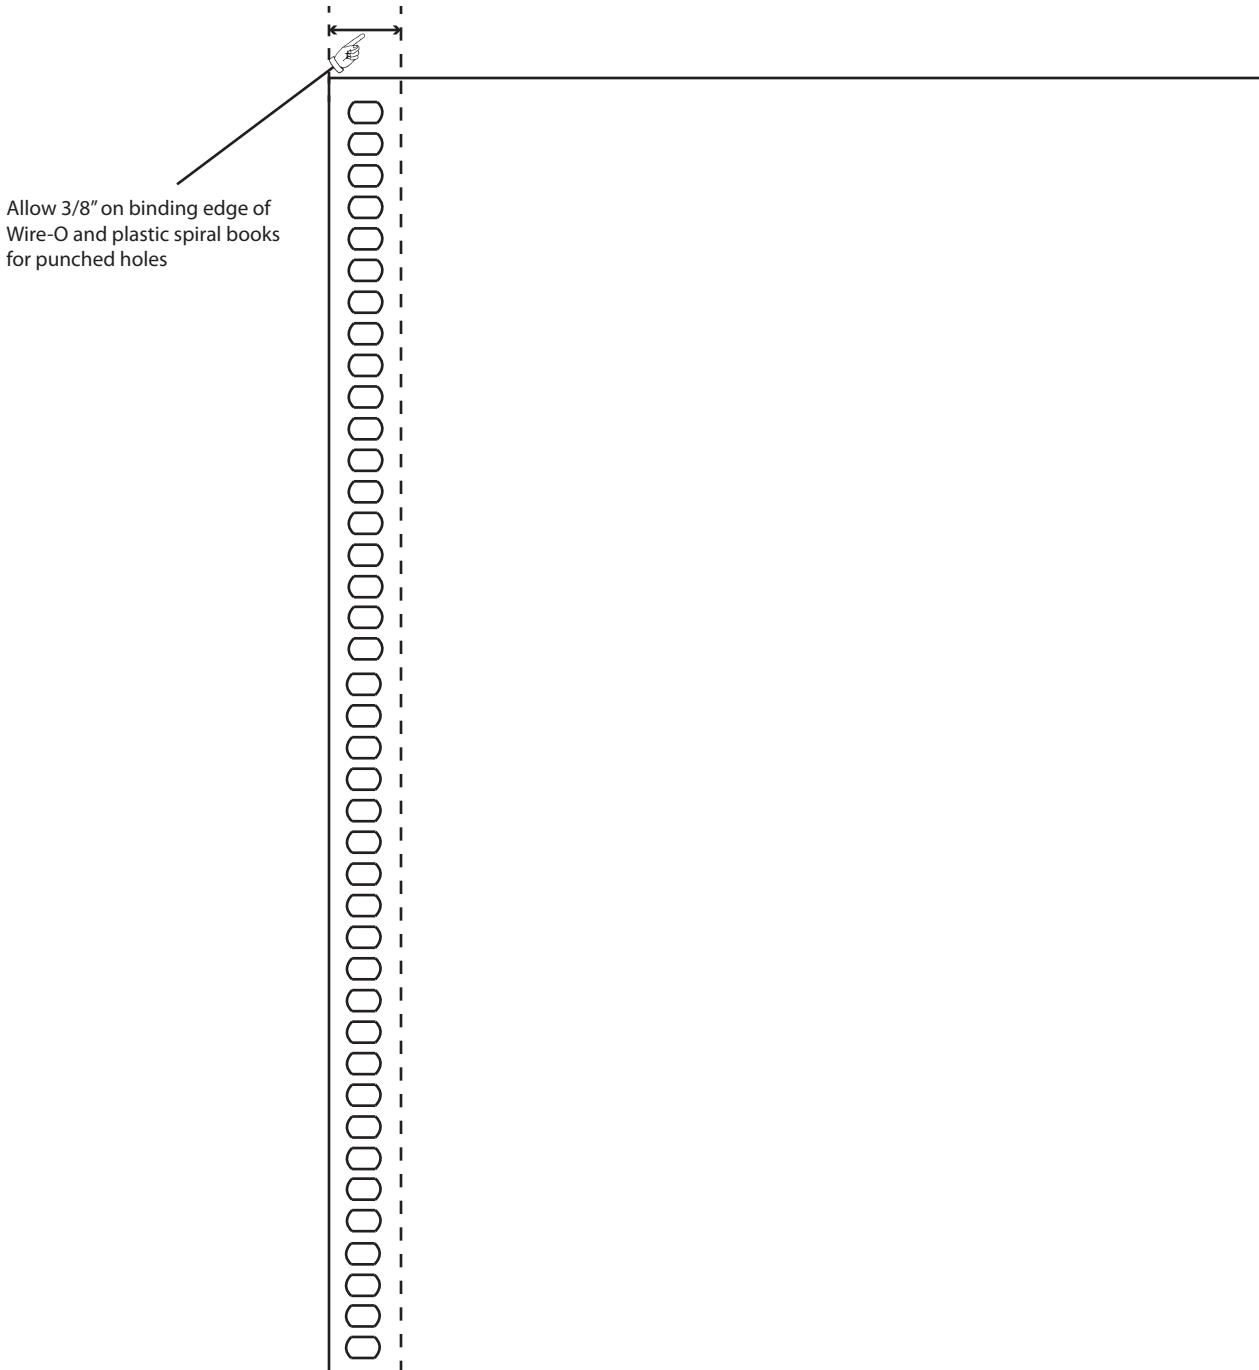 Allow 3/8” on binding edge of
Wire-O and plastic spiral books
for punched holes